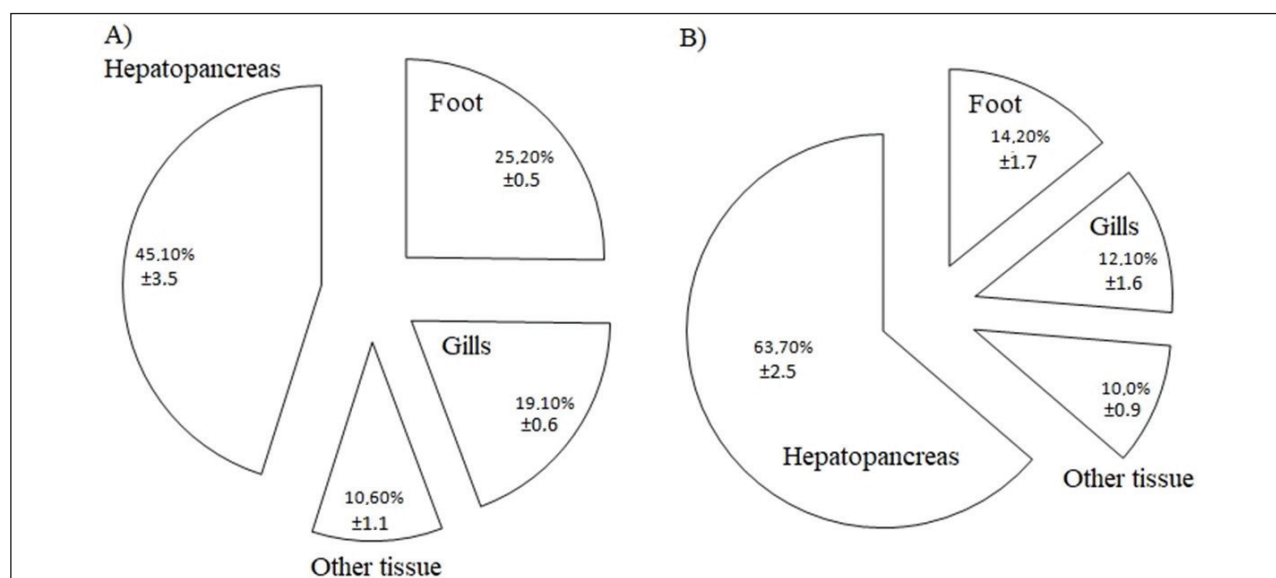 A)
Hepatopancreas
Foot
25,20%
±0.5
45,10%
±3.5
Gills
19,10%
±0.6
10,60%
±1.1
Other tissue
B)
Foot
14,20%
±1.7
Gills
12,10%
±1.6
63,70%
±2.5
10,0%
±0.9
Hepatopancreas
Other tissue